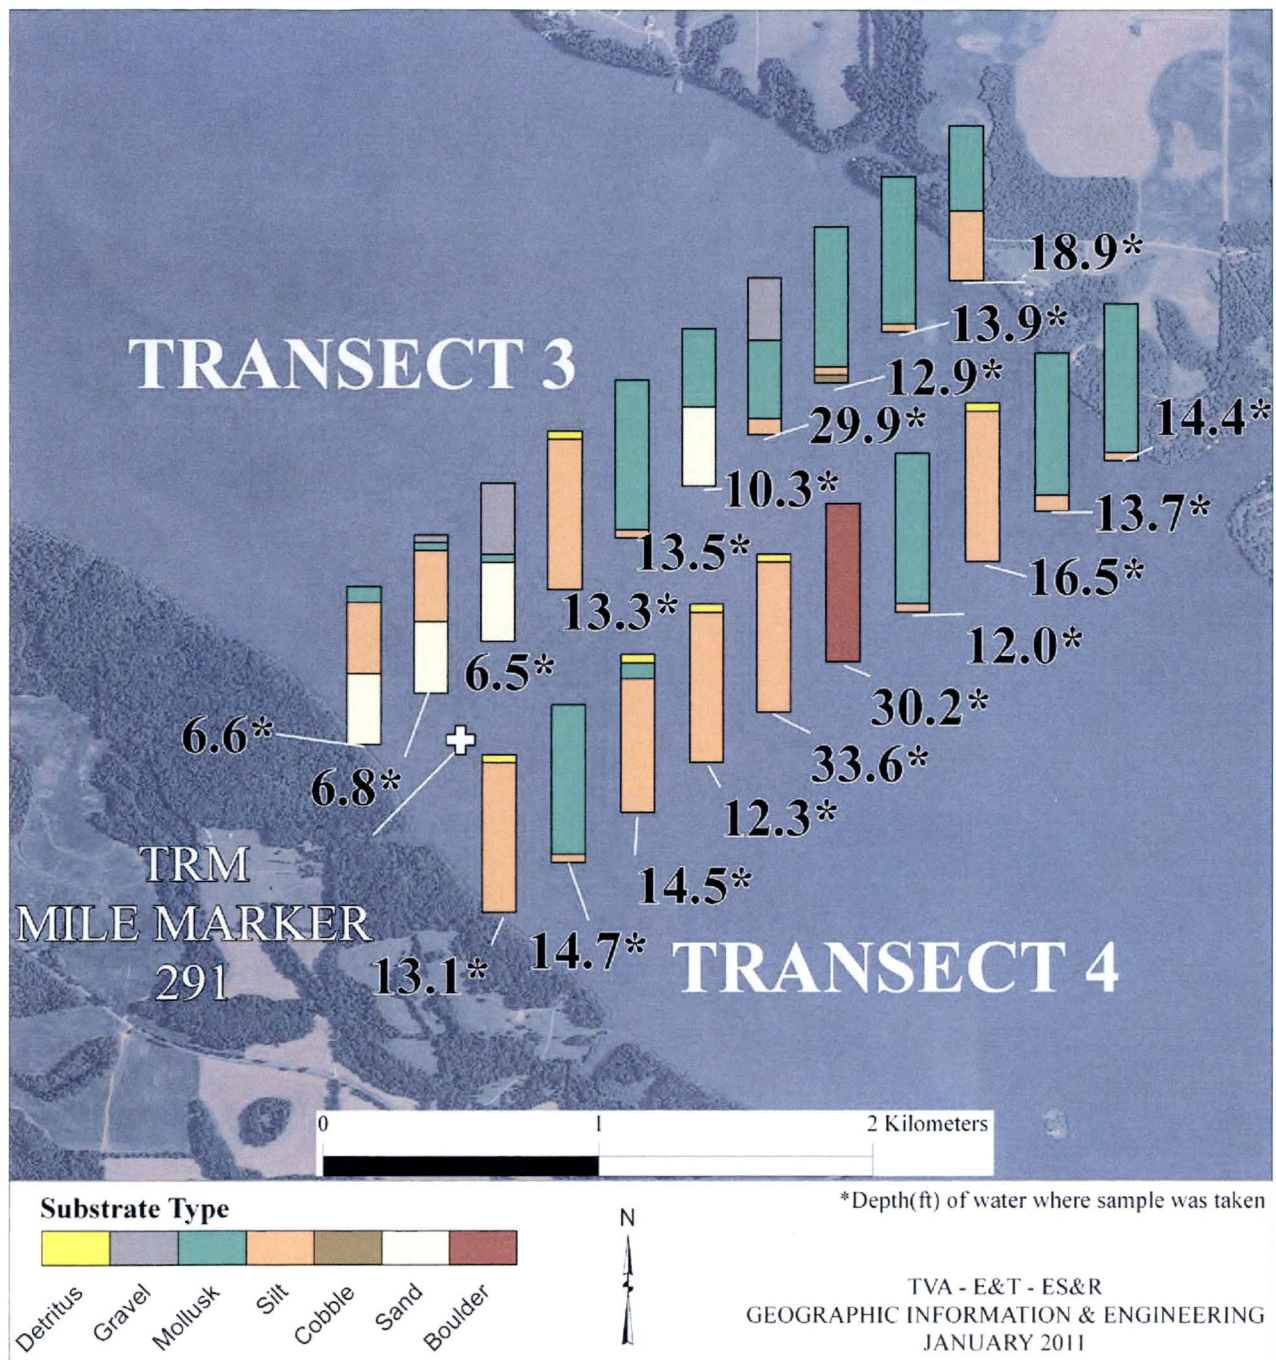 18.9*
TRANSECT 3
13.9*
12.9*
14.4*
29.9*
10.3*
13.7*
13.5*
16.5*
13.3*
12.0*
6.5*
30.2*
6.6*
33.6*
6.8*
12.3*
TRM
MILE MARKER
291
14.5*
14.7*
13.1*
TRANSECT 4
0 1 2 Kilometers
Substrate Type
*Depth(ft) of water where sample was taken
N
Detritus
Gravel
Mollusk
Silt
Cobble
Sand
Boulder
TVA - E&T - ES&R
GEOGRAPHIC INFORMATION & ENGINEERING
JANUARY 2011